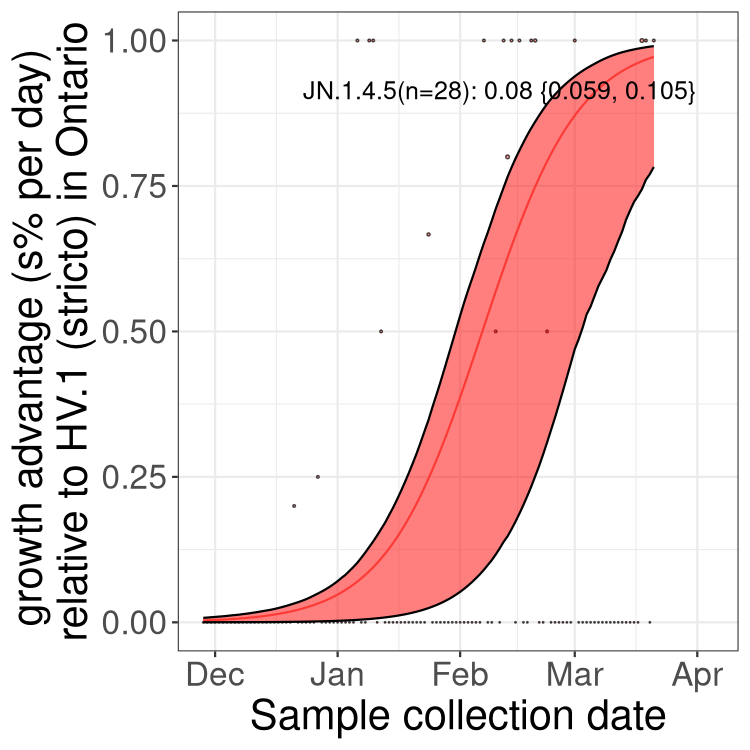 growth advantage (s% per day)
relative to HV.1 (stricto) in Ontario
1.00
0.75
0.50
0.25
0.00
JN.1.4.5(n=28): 0.08 {0.059, 0.105}
Dec Jan Feb Mar Apr
Sample collection date